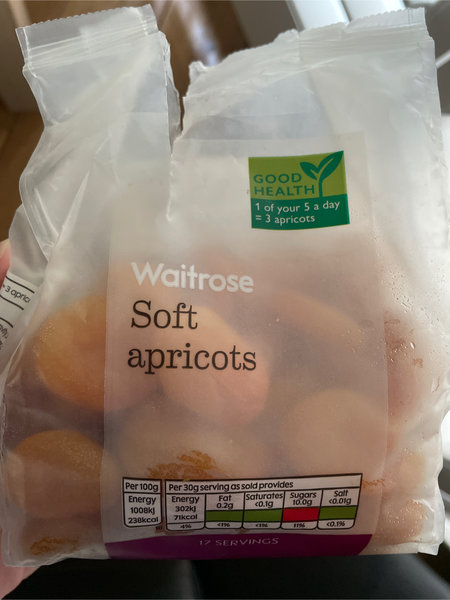 GOOD
HEALTH
1 of your 5 a day
= 3 apricots
Waitrose
Soft
apricots
Per 100g
Energy
1008kJ
238kcal
Per 30g serving as sold provides
Energy
302kJ
71kcal
4%
Fat
0.2g
<1%
Saturates
<0.1g
<1%
Sugars
10.0g
11%
Salt
<0.01g
<0.1%
17 SERVINGS